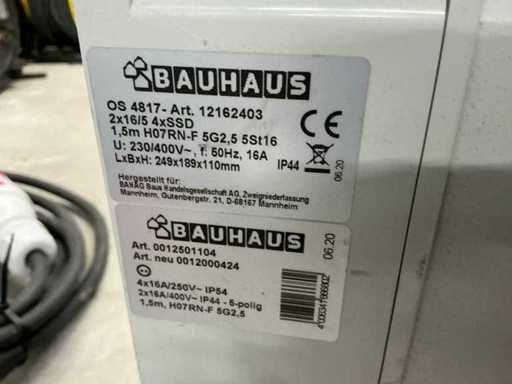 BAUHAUS
OS 4817- Art. 12162403
2x16/5 4xSSD
1,5m H07RN-F 5G2,5 5St16
U: 230/400V~, f: 50Hz, 16A
LxBxH: 249x189x110mm
IP44
CE
06.20
Hergestellt für:
BAHAG Baus Handelsgesellschaft AG, Zweigniederlassung
Mannheim, Gutenbergstr. 21, D-68167 Mannheim
BAUHAUS
06.20
Art. 0012501104
Art. neu 0012000424
4x16A/250V~ IP54
2x16A/400V~ IP44 - 5-polig
1,5m, H07RN-F 5G2,5